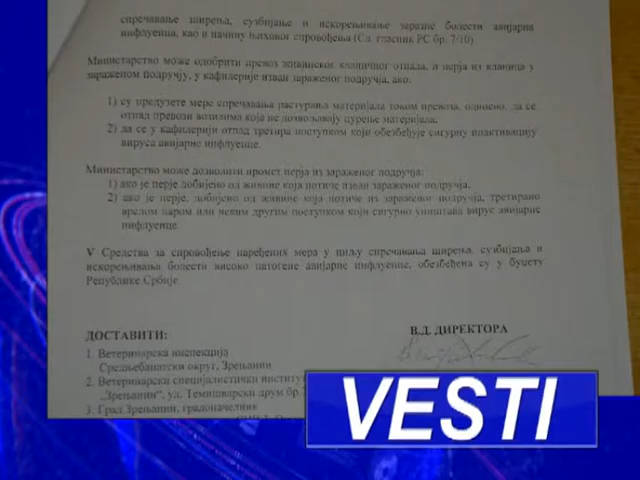 спречавање ширења, сузбијање и искорењивање заразне болести авијарна
инфлуенца, као и начину њиховог спровођења (Сл. гласник РС бр. 7/10)
Министарство може одобрити превоз живинског кланичног отпада, и перја из кланица у
зараженом подручју, у кафилерије изван зараженог подручја, ако:
1) су предузете мере спречавања растурања материјала током превоза, односно, да се
отпад превози возилима која не дозвољавају цурење материјала,
2) да се у кафилерији отпад третира поступком који обезбеђује сигурну инактивацију
вируса авијарне инфлуенце.
Министарство може дозволити промет перја из зараженог подручја:
1) ако је перје добијено од живине која потиче изван зараженог подручја,
2) ако је перје, добијено од живине која потиче из зараженог подручја, третирано
врелом паром или неким другим поступком који сигурно уништава вирус авијарне
инфлуенце.
V Средства за спровођење наређених мера у циљу спречавања ширења, сузбијања и
искорењивања болести високо патогене авијарне инфлуенце, обезбеђена су у буџету
Републике Србије.
ДОСТАВИТИ:
В.Д. ДИРЕКТОРА
1. Ветеринарска инспекција
Средњебанатски округ, Зрењанин
2. Ветеринарски специјалистички институт
„Зрењанин", ул. Темишварски друм бр.
3. Град Зрењанин, градоначелник
VESTI